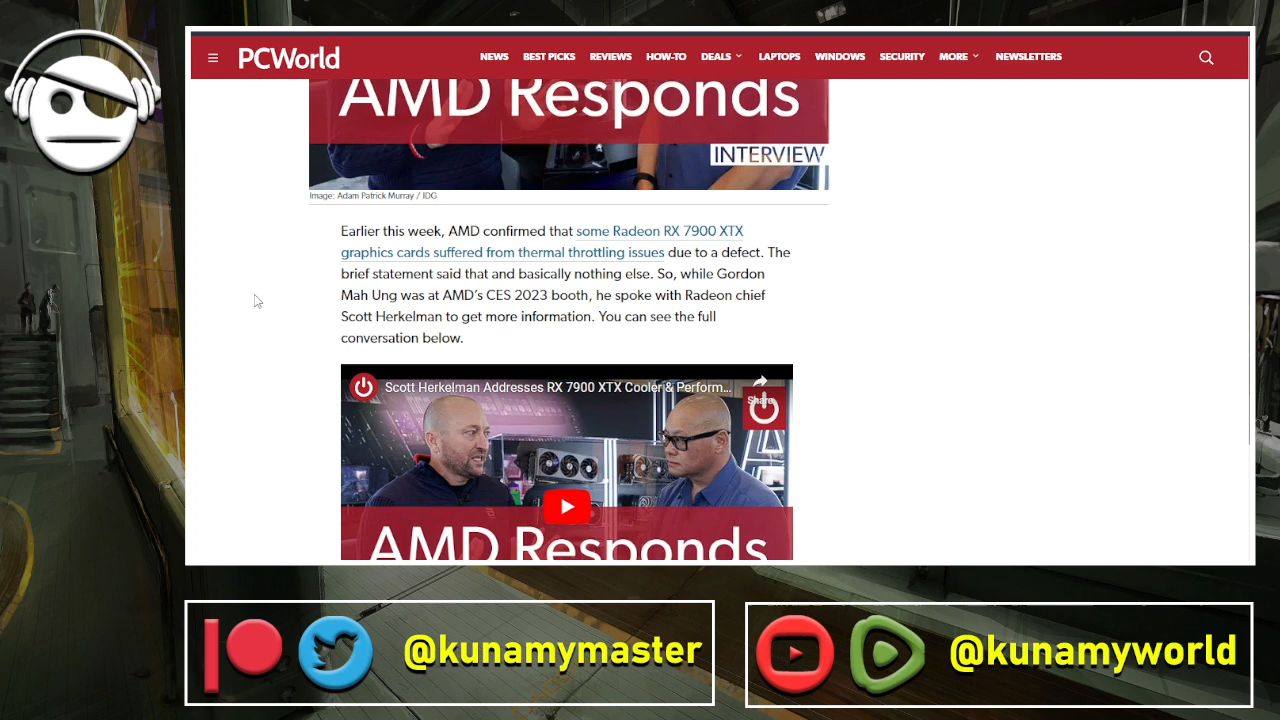 PCWorld
NEWS BEST PICKS REVIEWS HOW-TO DEALS LAPTOPS WINDOWS SECURITY MORE NEWSLETTERS
AMD Responds
INTERVIEW
Image: Adam Patrick Murray / IDG
Earlier this week, AMD confirmed that some Radeon RX 7900 XTX
graphics cards suffered from thermal throttling issues due to a defect. The
brief statement said that and basically nothing else. So, while Gordon
Mah Ung was at AMD’s CES 2023 booth, he spoke with Radeon chief
Scott Herkelman to get more information. You can see the full
conversation below.
Scott Herkelman Addresses RX 7900 XTX Cooler & Perform...
Share
AMD Responds
@kunamymaster
@kunamyworld